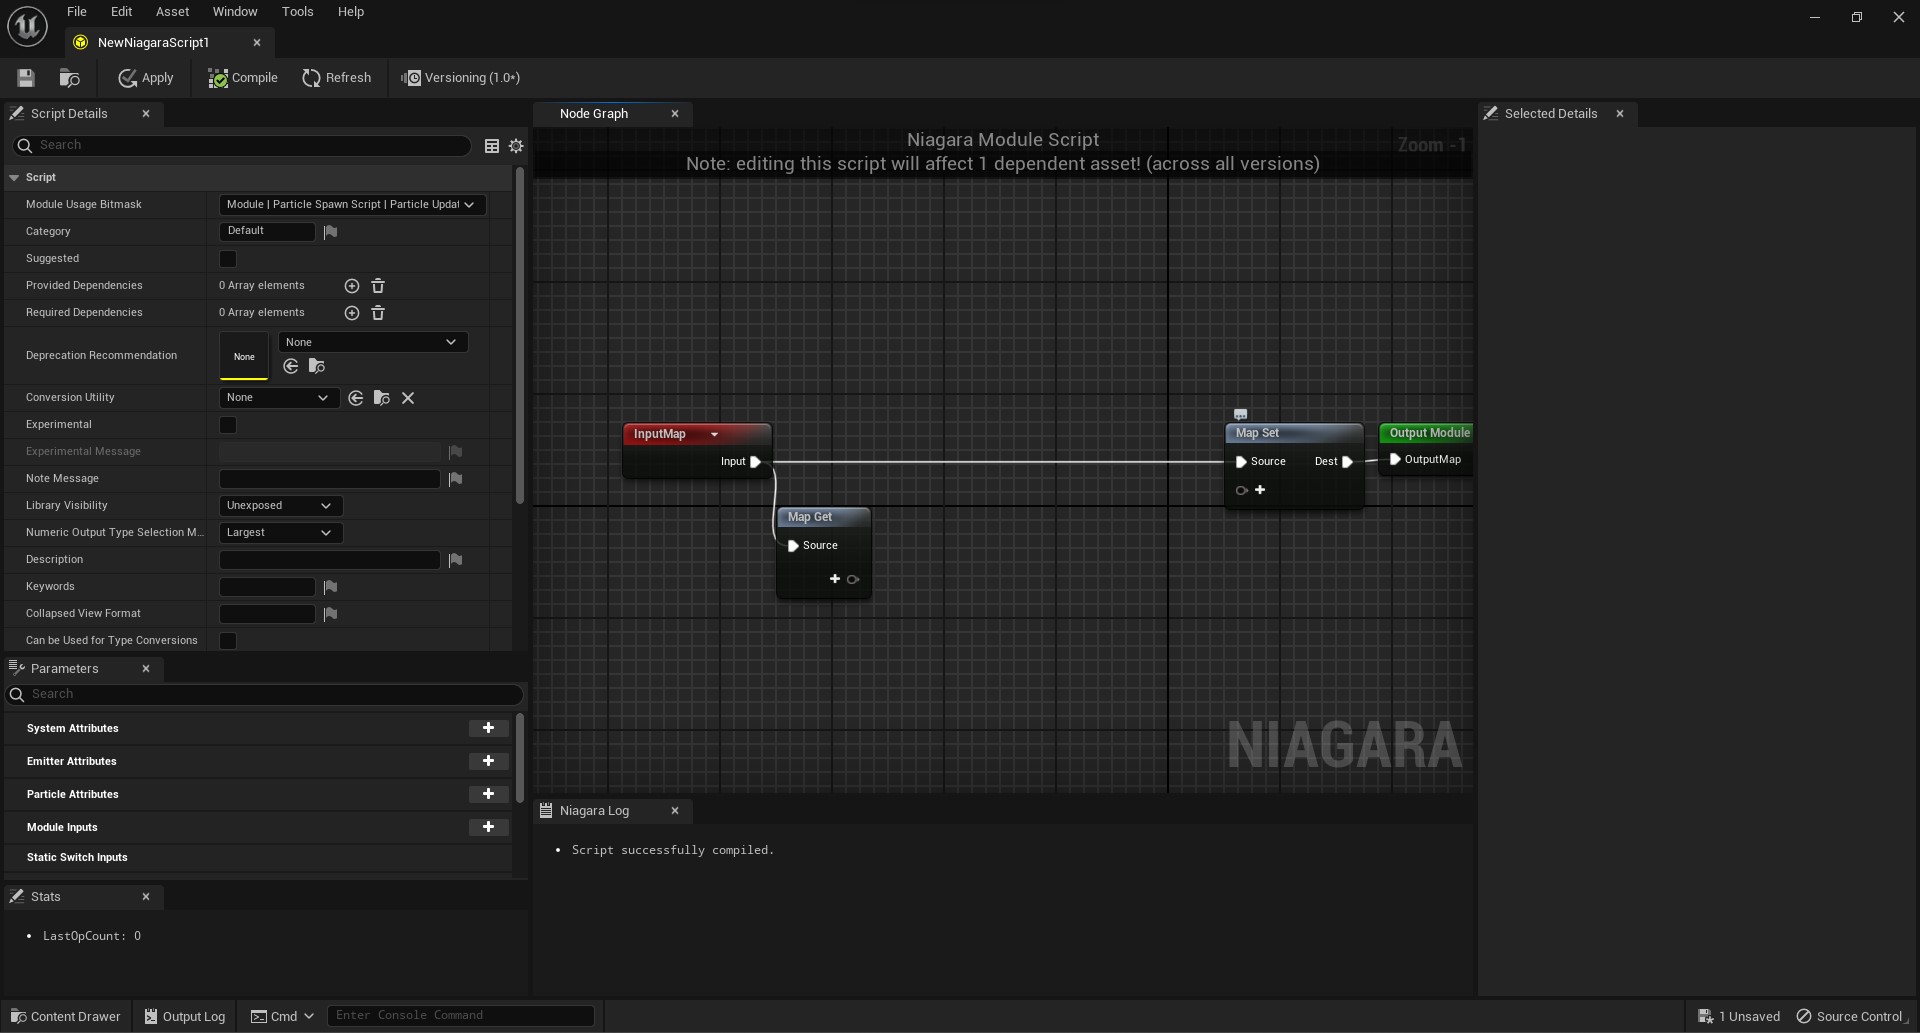 File Edit Asset Window Tools Help
NewNiagaraScript1
Apply Compile Refresh Versioning (1.0*)
Script Details
Search
Script
Module Usage Bitmask Module | Particle Spawn Script | Particle Updat
Category Default
Suggested
Provided Dependencies 0 Array elements
Required Dependencies 0 Array elements
Deprecation Recommendation None None
Conversion Utility None
Experimental
Experimental Message
Note Message
Library Visibility Unexposed
Numeric Output Type Selection M... Largest
Description
Keywords
Collapsed View Format
Can be Used for Type Conversions
Parameters
Search
System Attributes
Emitter Attributes
Particle Attributes
Module Inputs
Static Switch Inputs
Stats
LastOpCount: 0
Node Graph
Niagara Module Script
Zoom -1
Note: editing this script will affect 1 dependent asset! (across all versions)
InputMap
Input
Map Get
Source
Map Set
Source Dest
Output Module
OutputMap
NIAGARA
Niagara Log
Script successfully compiled.
Selected Details
Content Drawer Output Log Cmd Enter Console Command 1 Unsaved Source Control